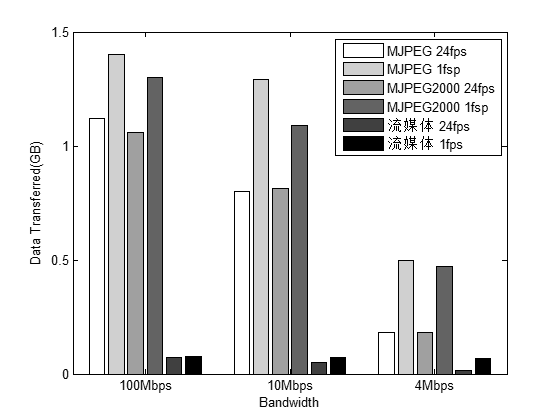 1.5
1
0.5
0
Data Transferred(GB)
MJPEG 24fps
MJPEG 1fsp
MJPEG2000 24fps
MJPEG2000 1fsp
流媒体 24fps
流媒体 1fps
100Mbps 10Mbps 4Mbps
Bandwidth